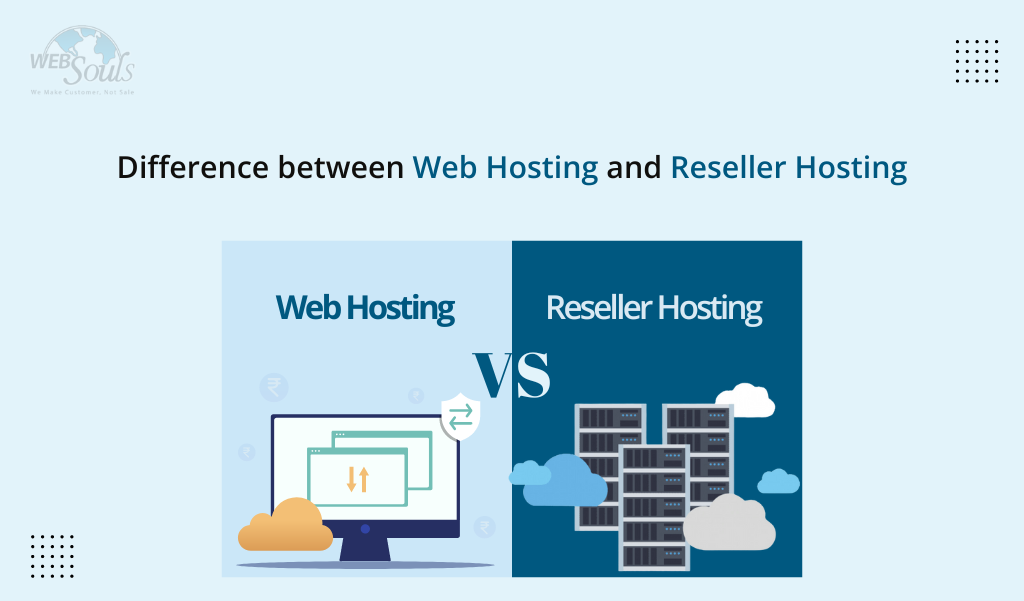 WEB Souls
We Make Customer, Not Sale
Difference between Web Hosting and Reseller Hosting
Web Hosting
Reseller Hosting
VS
₹
₹
₹
₹